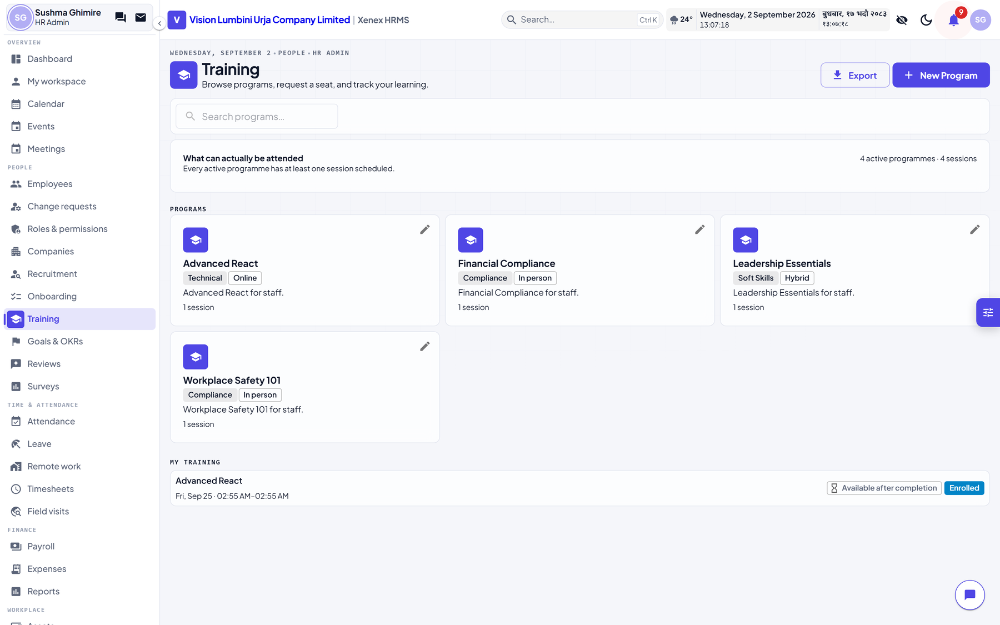 SG
Sushma Ghimire
HR Admin
OVERVIEW
Dashboard
My workspace
Calendar
Events
Meetings
PEOPLE
Employees
Change requests
Roles & permissions
Companies
Recruitment
Onboarding
Training
Goals & OKRs
Reviews
Surveys
TIME & ATTENDANCE
Attendance
Leave
Remote work
Timesheets
Field visits
FINANCE
Payroll
Expenses
Reports
WORKPLACE
V Vision Lumbini Urja Company Limited | Xenex HRMS
Search... Ctrl K
24°
Wednesday, 2 September 2026
13:07:18
बुधबार, १७ भदौ २०८३
१३:०७:१८
9
SG
WEDNESDAY, SEPTEMBER 2 • PEOPLE • HR ADMIN
Training
Browse programs, request a seat, and track your learning.
Export
New Program
Search programs...
What can actually be attended
Every active programme has at least one session scheduled.
4 active programmes · 4 sessions
PROGRAMS
Advanced React
Technical Online
Advanced React for staff.
1 session
Financial Compliance
Compliance In person
Financial Compliance for staff.
1 session
Leadership Essentials
Soft Skills Hybrid
Leadership Essentials for staff.
1 session
Workplace Safety 101
Compliance In person
Workplace Safety 101 for staff.
1 session
MY TRAINING
Advanced React
Fri, Sep 25 · 02:55 AM–02:55 AM
Available after completion
Enrolled